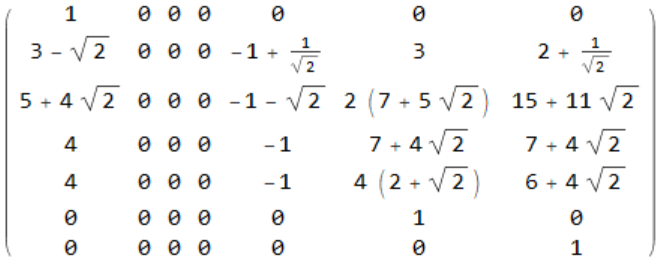 1 0 0 0 0 0 0
3 - √2 0 0 0 -1 + 1/√2 3 2 + 1/√2
5 + 4 √2 0 0 0 -1 - √2 2 (7 + 5 √2) 15 + 11 √2
4 0 0 0 -1 7 + 4 √2 7 + 4 √2
4 0 0 0 -1 4 (2 + √2) 6 + 4 √2
0 0 0 0 0 1 0
0 0 0 0 0 0 1